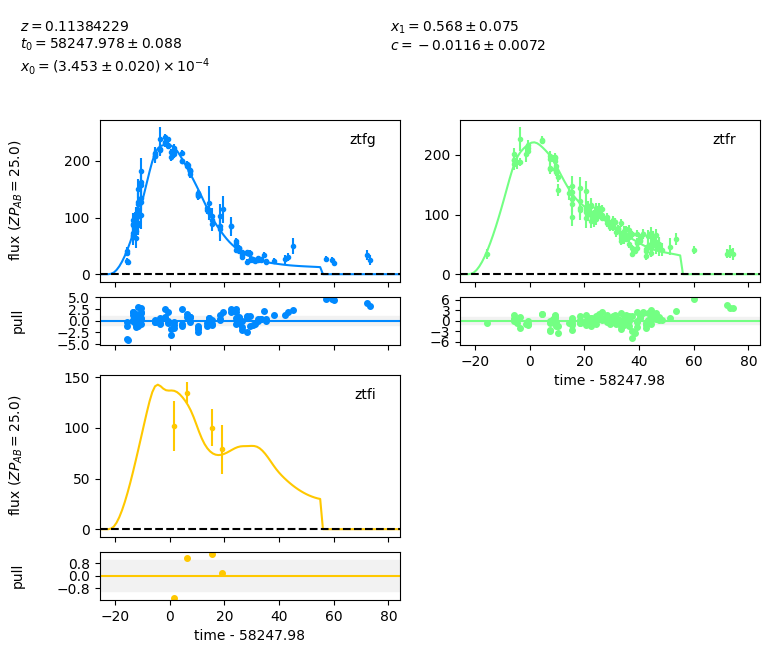 z = 0.11384229
t₀ = 58247.978 ± 0.088
x₀ = (3.453 ± 0.020) × 10⁻⁴
x₁ = 0.568 ± 0.075
c = −0.0116 ± 0.0072
flux (ZP_AB = 25.0)
200
100
0
ztfg
pull
5.0
2.5
0.0
−2.5
−5.0
200
100
0
ztfr
6
3
0
−3
−6
−20 0 20 40 60 80
time - 58247.98
flux (ZP_AB = 25.0)
150
100
50
0
ztfi
pull
0.8
0.0
−0.8
−20 0 20 40 60 80
time - 58247.98